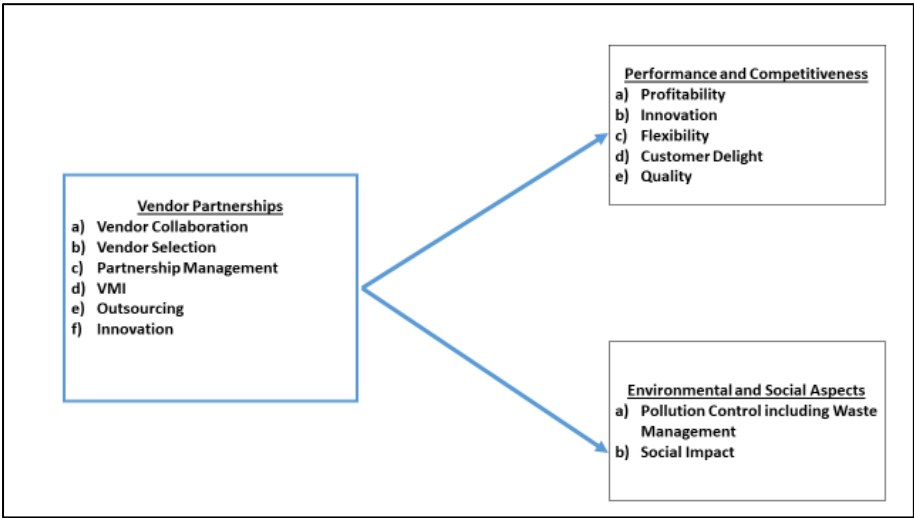 Vendor Partnerships
a) Vendor Collaboration
b) Vendor Selection
c) Partnership Management
d) VMI
e) Outsourcing
f) Innovation
Performance and Competitiveness
a) Profitability
b) Innovation
c) Flexibility
d) Customer Delight
e) Quality
Environmental and Social Aspects
a) Pollution Control including Waste
Management
b) Social Impact